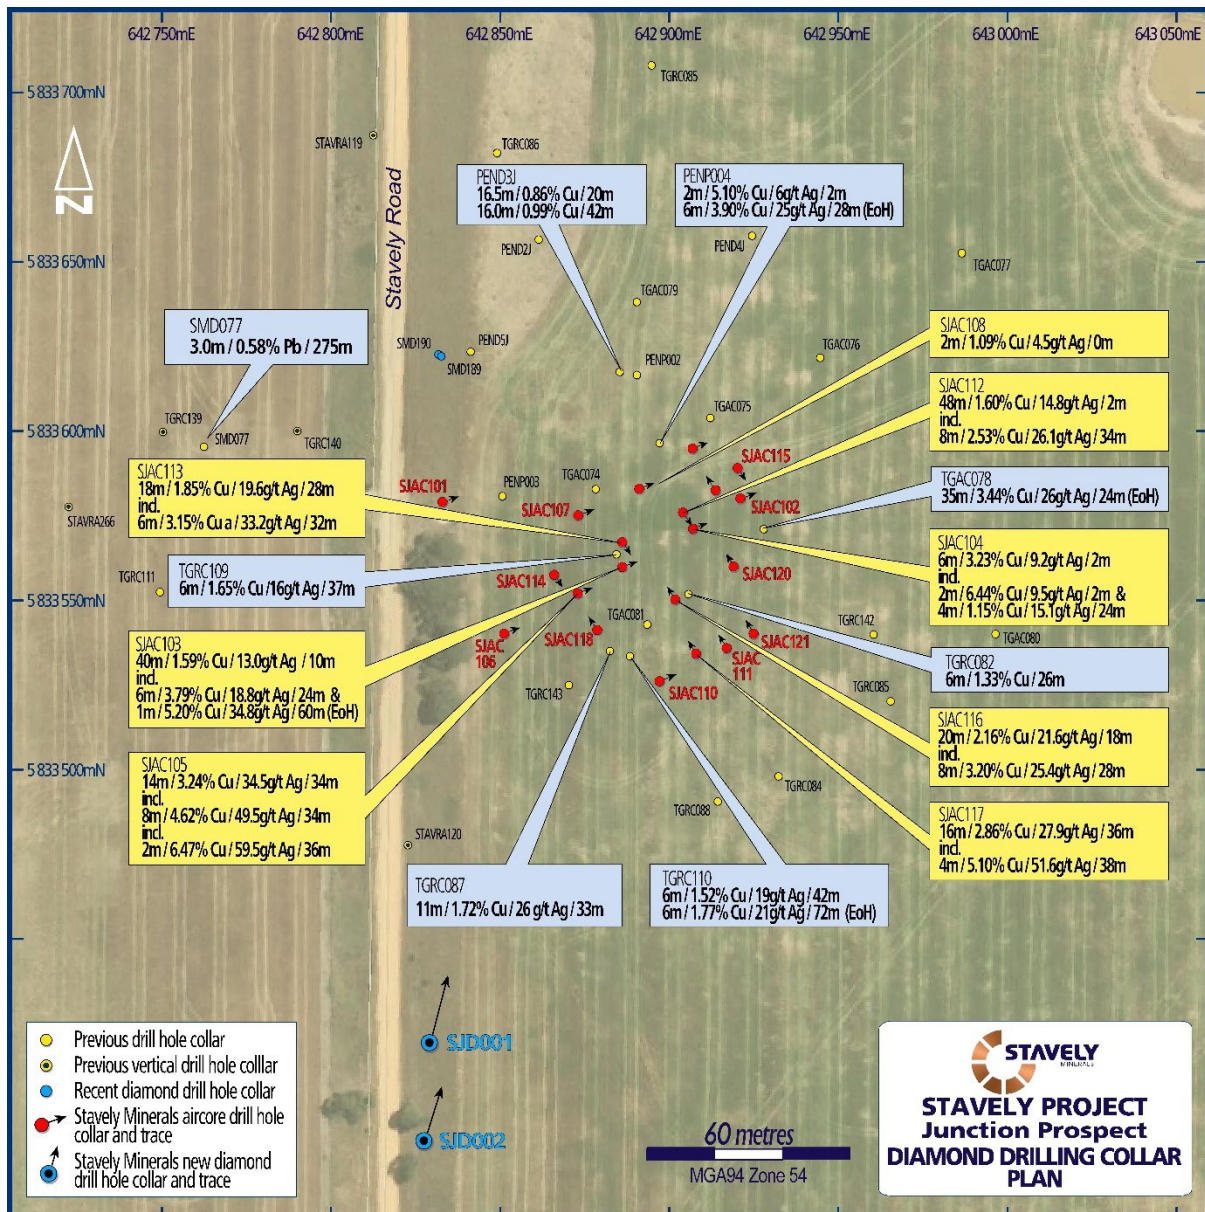 642 750mE
642 800mE
642 850mE
642 900mE
642 950mE
643 000mE
643 050mE
TGRC085
5 833 700mN
STAVRA119
TGRC086
N
Stavely Road
PEND3J
16.5m / 0.86% Cu / 20m
16.0m / 0.99% Cu / 42m
PENP004
2m / 5.10% Cu / 6g/t Ag / 2m
6m / 3.90% Cu / 25g/t Ag / 28m (EoH)
PEND2J
PEND4J
5 833 650mN
TGAC077
TGAC079
SMD077
3.0m / 0.58% Pb / 275m
SMD190
PEND5J
SMD189
PENP002
TGAC076
SJAC108
2m / 1.09% Cu / 4.5g/t Ag / 0m
SJAC112
48m / 1.60% Cu / 14.8g/t Ag / 2m
incl.
8m / 2.53% Cu / 26.1g/t Ag / 34m
TGRC139
TGRC140
SMD077
TGAC075
5 833 600mN
SJAC113
18m / 1.85% Cu / 19.6g/t Ag / 28m
incl.
6m / 3.15% Cu a / 33.2g/t Ag / 32m
SJAC101
PENP003
TGAC074
SJAC107
SJAC115
SJAC102
TGAC078
35m / 3.44% Cu / 26g/t Ag / 24m (EoH)
STAVRA266
SJAC104
6m / 3.23% Cu / 9.2g/t Ag / 2m
incl.
2m / 6.44% Cu / 9.5g/t Ag / 2m &
4m / 1.15% Cu / 15.1g/t Ag / 24m
TGRC111
TGRC109
6m / 1.65% Cu /16g/t Ag / 37m
SJAC114
SJAC120
5 833 550mN
SJAC103
40m / 1.59% Cu / 13.0g/t Ag / 10m
incl.
6m / 3.79% Cu / 18.8g/t Ag / 24m &
1m / 5.20% Cu / 34.8g/t Ag / 60m (EoH)
SJAC
106
SJAC118
TGAC081
SJAC121
SJAC
111
TGRC142
TGAC080
TGRC082
6m / 1.33% Cu / 26m
TGRC143
SJAC110
TGRC085
SJAC116
20m / 2.16% Cu / 21.6g/t Ag / 18m
incl.
8m / 3.20% Cu / 25.4g/t Ag / 28m
SJAC105
14m / 3.24% Cu / 34.5g/t Ag / 34m
incl.
8m / 4.62% Cu / 49.5g/t Ag / 34m
incl.
2m / 6.47% Cu / 59.5g/t Ag / 36m
5 833 500mN
TGRC084
TGRC088
SJAC117
16m / 2.86% Cu / 27.9g/t Ag / 36m
incl.
4m / 5.10% Cu / 51.6g/t Ag / 38m
STAVRA120
TGRC087
11m / 1.72% Cu / 26 g/t Ag / 33m
TGRC110
6m / 1.52% Cu / 19g/t Ag / 42m
6m / 1.77% Cu / 21g/t Ag / 72m (EoH)
SJD001
SJD002
Previous drill hole collar
Previous vertical drill hole colllar
Recent diamond drill hole collar
Stavely Minerals aircore drill hole
collar and trace
Stavely Minerals new diamond
drill hole collar and trace
60 metres
MGA94 Zone 54
STAVELY
MINERALS
STAVELY PROJECT
Junction Prospect
DIAMOND DRILLING COLLAR
PLAN